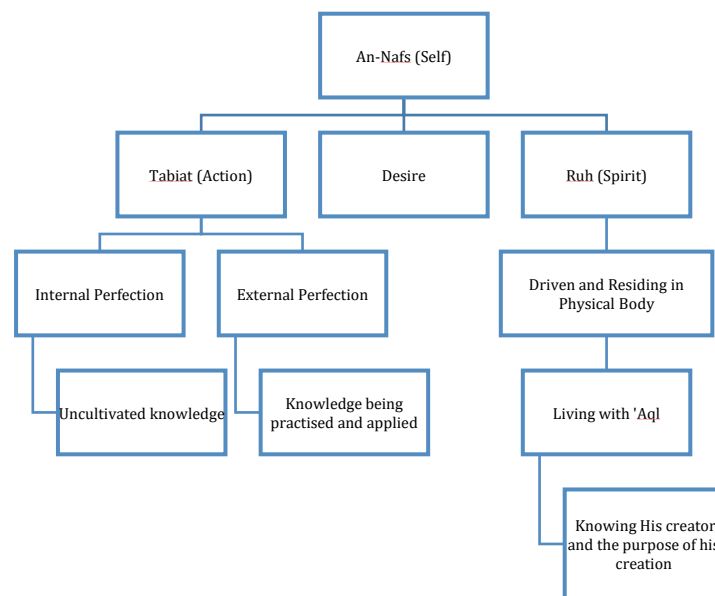 An-Nafs (Self)
Tabiat (Action)
Desire
Ruh (Spirit)
Internal Perfection
External Perfection
Driven and Residing in
Physical Body
Uncultivated knowledge
Knowledge being
practised and applied
Living with 'Aql
Knowing His creator
and the purpose of his
creation